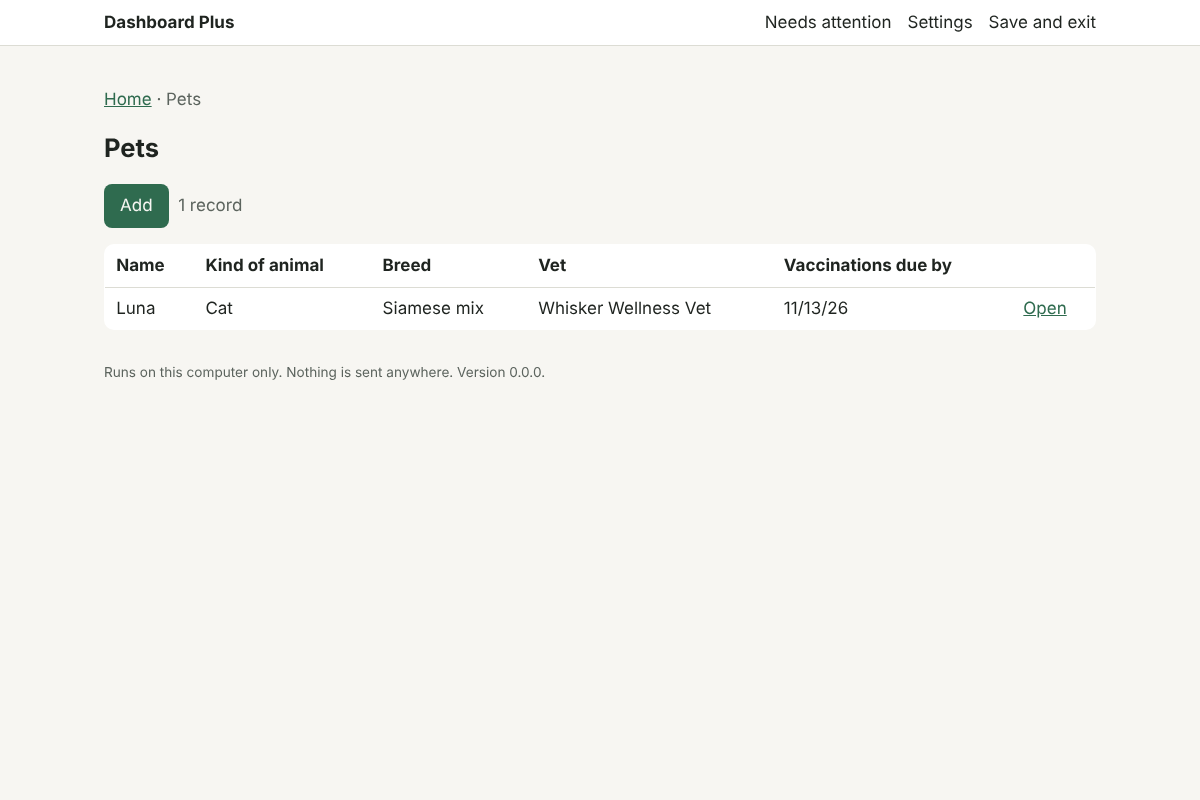 Dashboard Plus Needs attention Settings Save and exit
Home · Pets
Pets
Add 1 record
Name Kind of animal Breed Vet Vaccinations due by
Luna Cat Siamese mix Whisker Wellness Vet 11/13/26 Open
Runs on this computer only. Nothing is sent anywhere. Version 0.0.0.